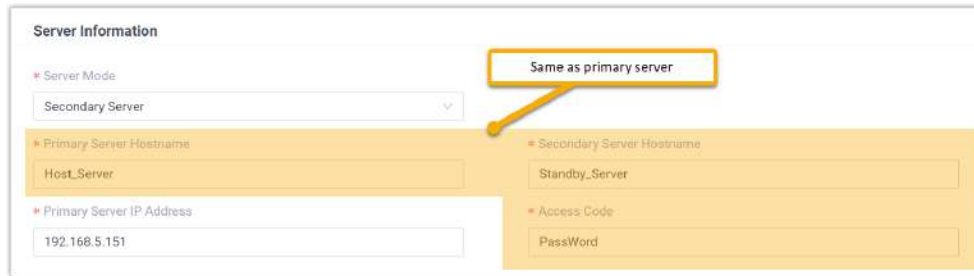 Server Information
Same as primary server
* Server Mode
Secondary Server
* Primary Server Hostname
* Secondary Server Hostname
Host_Server
Standby_Server
* Primary Server IP Address
* Access Code
192.168.5.151
PassWord